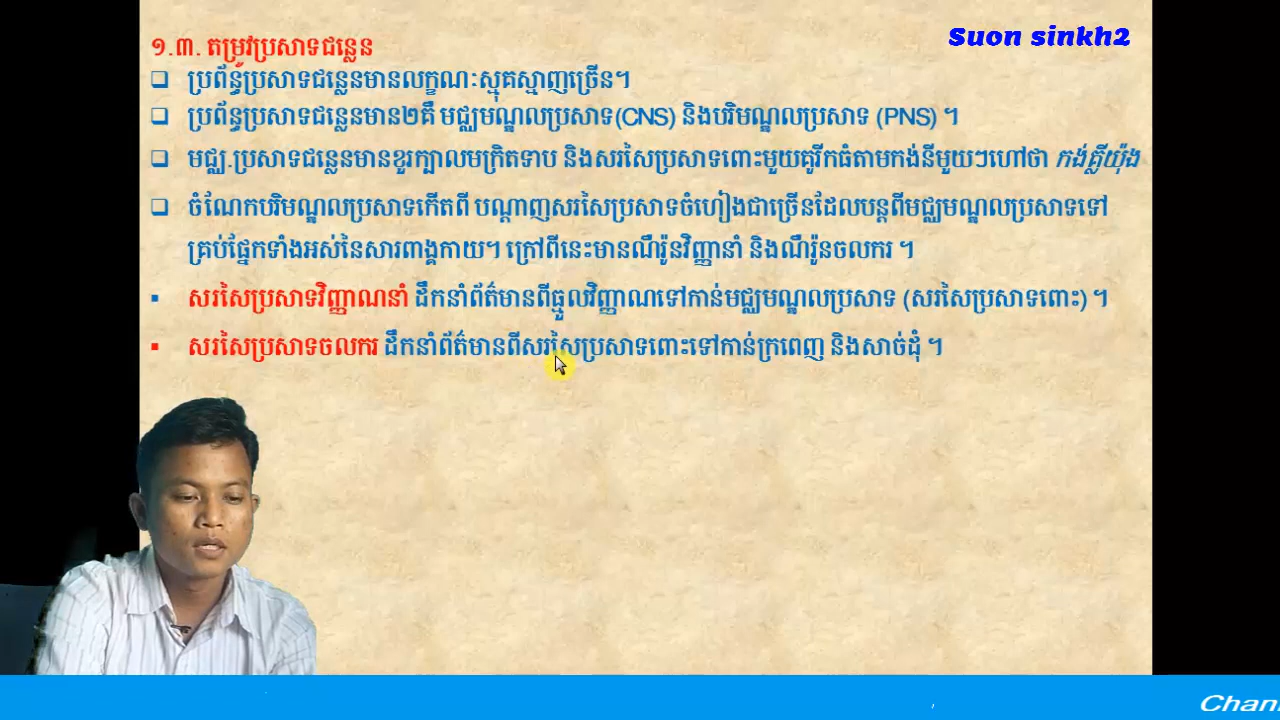 Suon sinkh2
១.៣. តម្រូវប្រសាទជន្លេន
❑ ប្រព័ន្ធប្រសាទជន្លេនមានលក្ខណៈស្មុគស្មាញច្រើន។
❑ ប្រព័ន្ធប្រសាទជន្លេនមាន២គឺ មជ្ឈមណ្ឌលប្រសាទ(CNS) និងបរិមណ្ឌលប្រសាទ (PNS) ។
❑ មជ្ឈ.ប្រសាទជន្លេនមានខួរក្បាលមក្រិតទាប និងសរសៃប្រសាទពោះមួយគូរីកធំតាមកង់នីមួយៗហៅថា កង់គ្លីយ៉ុង
❑ ចំណែកបរិមណ្ឌលប្រសាទកើតពី បណ្តាញសរសៃប្រសាទចំហៀងជាច្រើនដែលបន្តពីមជ្ឈមណ្ឌលប្រសាទទៅ
គ្រប់ផ្នែកទាំងអស់នៃសារពាង្គកាយ។ ក្រៅពីនេះមានណឺរ៉ូនវិញ្ញានាំ និងណឺរ៉ូនចលករ ។
▪ សរសៃប្រសាទវិញ្ញាណនាំ ដឹកនាំព័ត៌មានពីធ្មួលវិញ្ញាណទៅកាន់មជ្ឈមណ្ឌលប្រសាទ (សរសៃប្រសាទពោះ) ។
▪ សរសៃប្រសាទចលករ ដឹកនាំព័ត៌មានពីសរសៃប្រសាទពោះទៅកាន់ក្រពេញ និងសាច់ដុំ ។
Chan